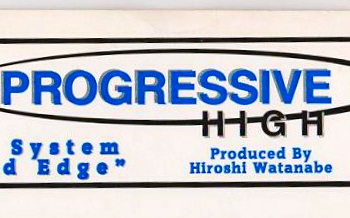 PROGRESSIVE
HIGH
System
d Edge"
Produced By
Hiroshi Watanabe